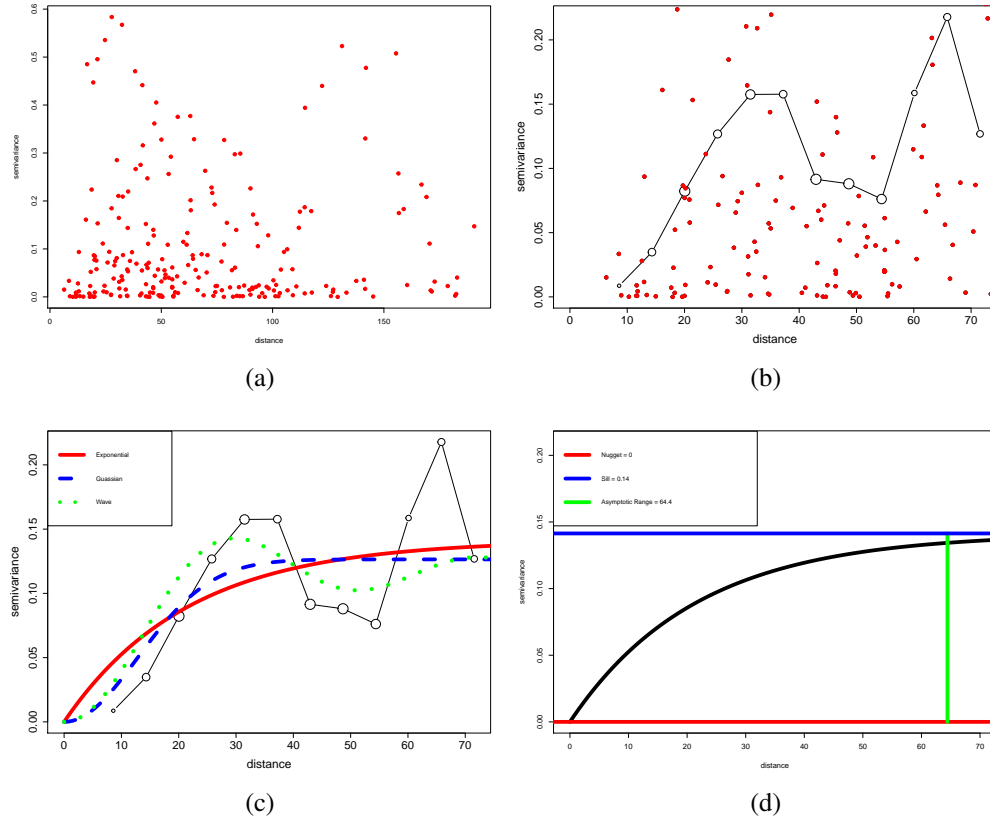 0.6
0.5
0.4
0.3
0.2
0.1
0.0
semivariance
0 50 100 150
distance
(a)
0.20
0.15
0.10
0.05
0.00
semivariance
0 10 20 30 40 50 60 70
distance
(b)
Exponential
Guassian
Wave
0.20
0.15
0.10
0.05
0.00
semivariance
0 10 20 30 40 50 60 70
distance
(c)
Nugget = 0
Sill = 0.14
Asymptotic Range = 64.4
0.20
0.15
0.10
0.05
0.00
semivariance
0 10 20 30 40 50 60 70
distance
(d)